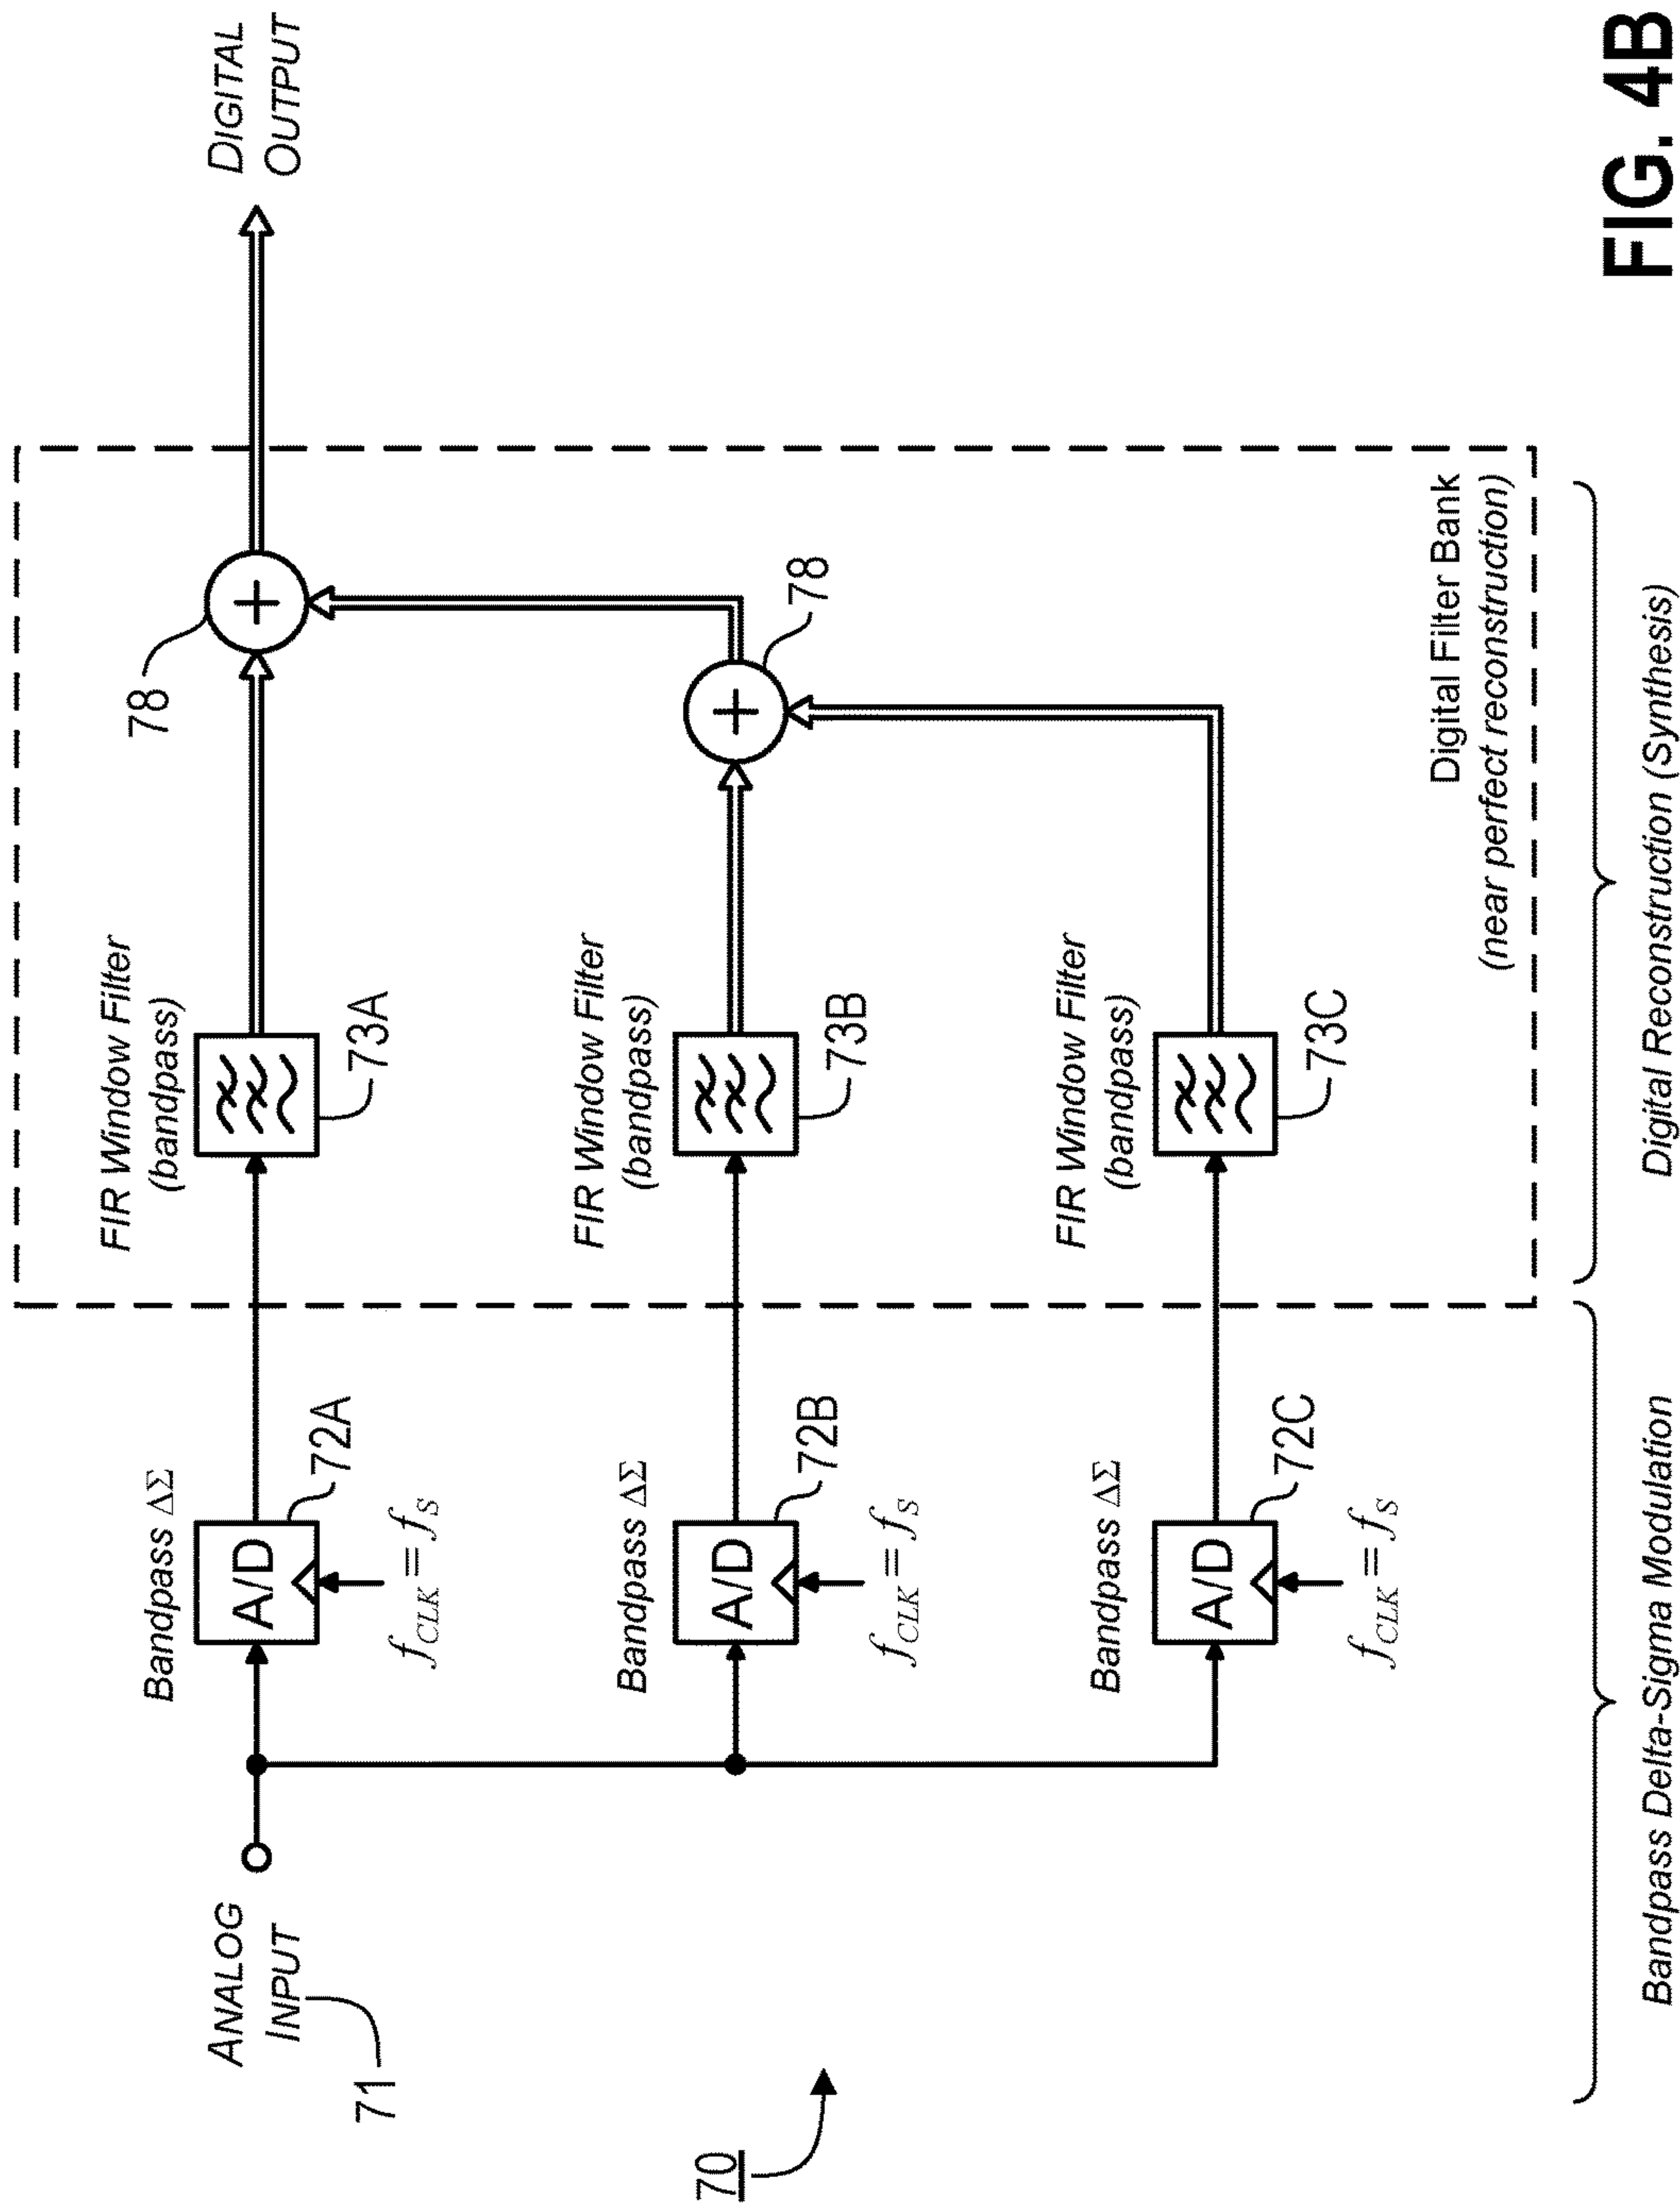 ANALOG
INPUT
71
70
Bandpass ΔΣ
A/D
72A
f_CLK = f_S
Bandpass ΔΣ
A/D
72B
f_CLK = f_S
Bandpass ΔΣ
A/D
72C
f_CLK = f_S
FIR Window Filter
(bandpass)
73A
FIR Window Filter
(bandpass)
73B
FIR Window Filter
(bandpass)
73C
78
+
78
+
DIGITAL
OUTPUT
Digital Filter Bank
(near perfect reconstruction)
Bandpass Delta-Sigma Modulation
Digital Reconstruction (Synthesis)
FIG. 4B